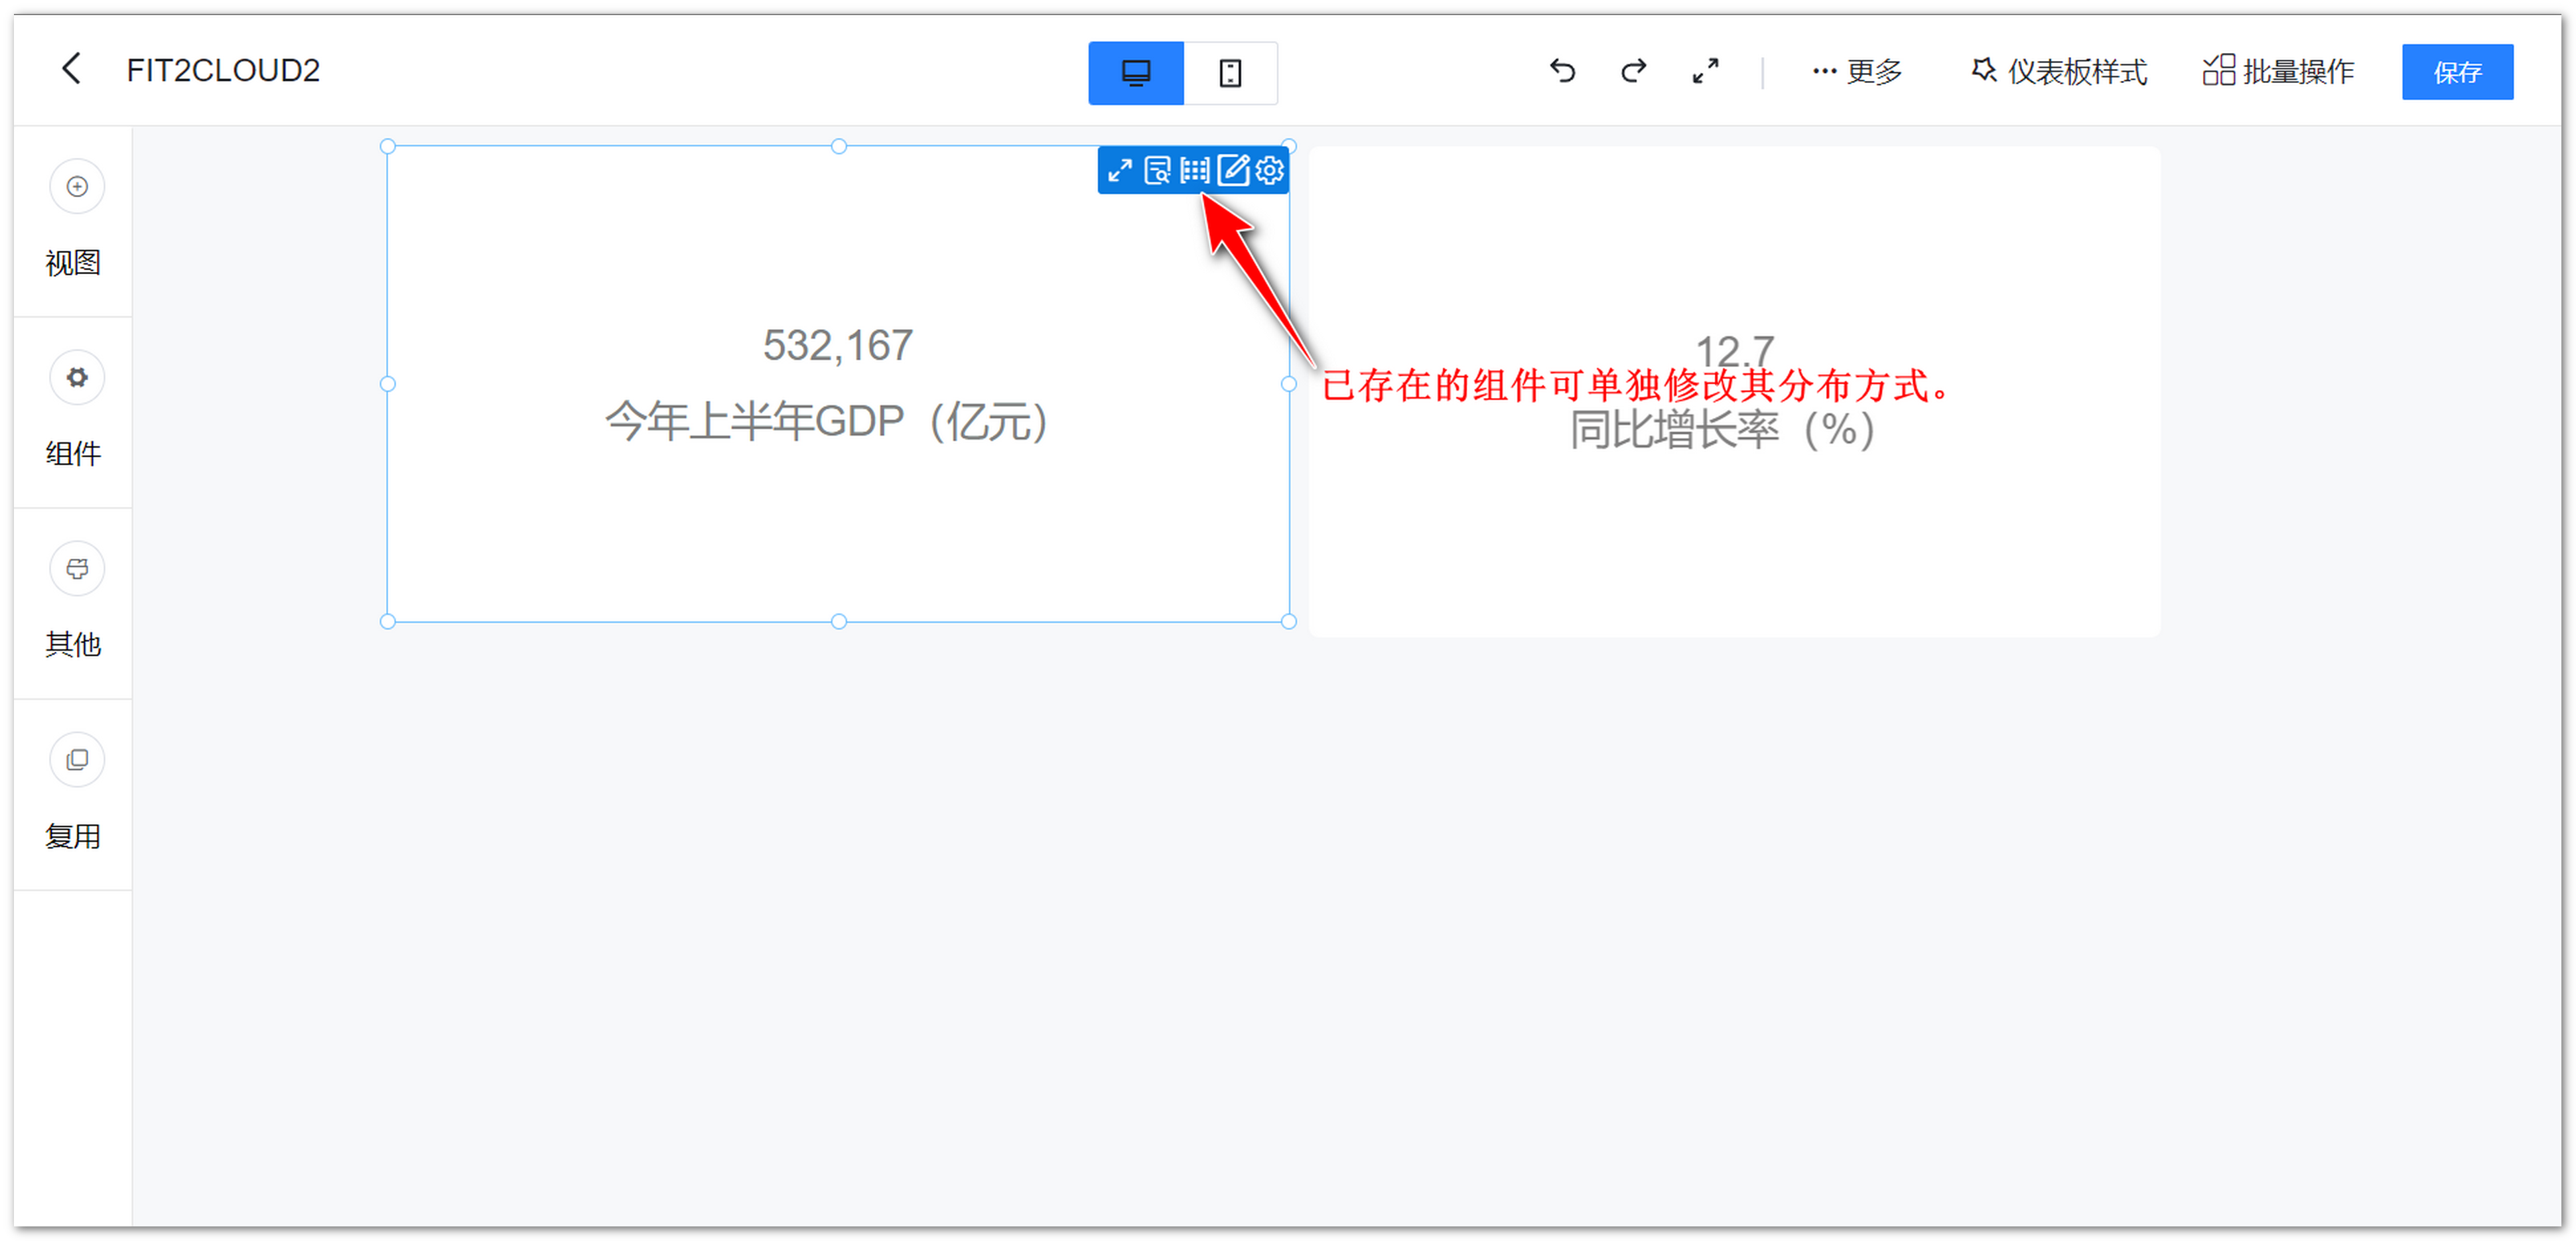 FIT2CLOUD2
更多
仪表板样式
批量操作
保存
视图
组件
其他
复用
532,167
今年上半年GDP（亿元）
12.7
已存在的组件可单独修改其分布方式。
同比增长率（%）